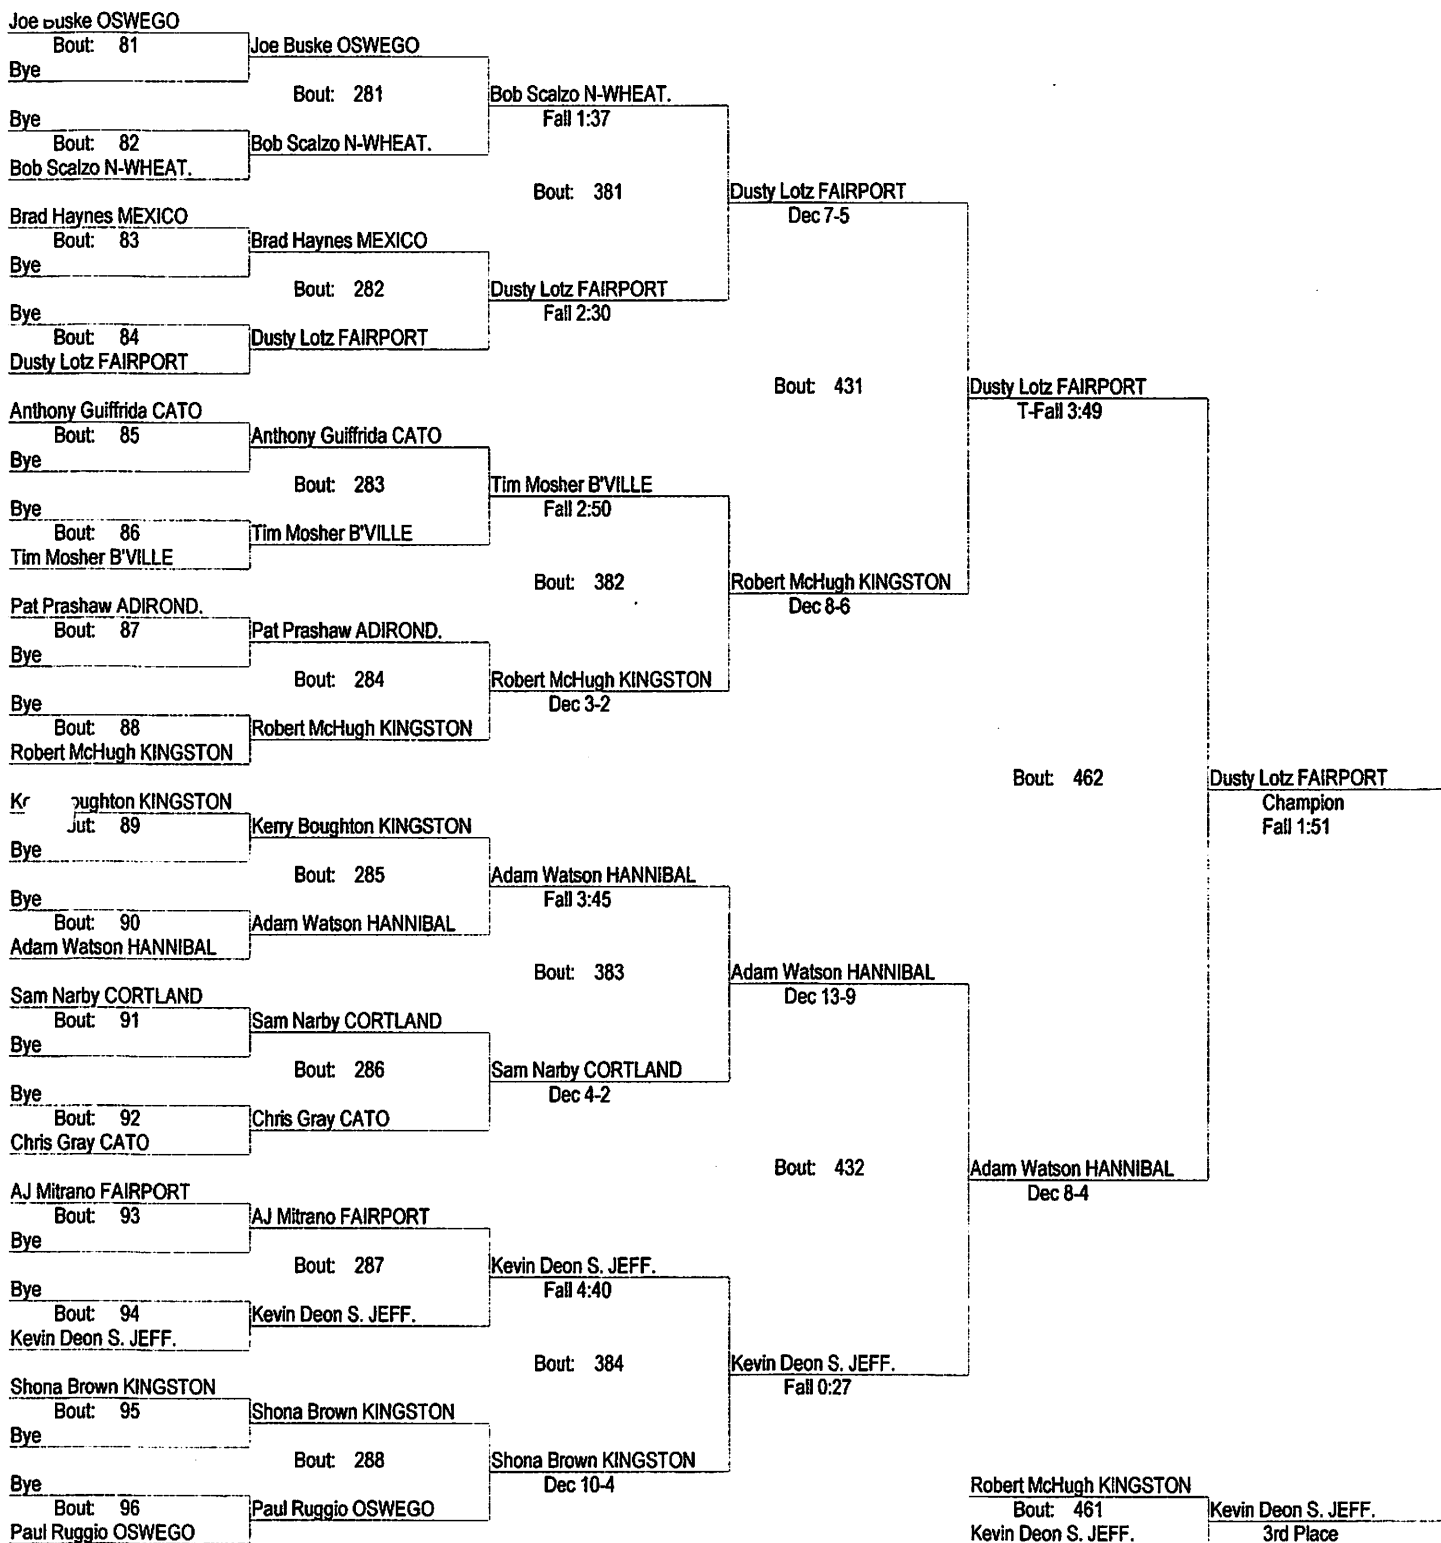 Joe Buske OSWEGO
Bout: 81
Joe Buske OSWEGO
Bye
Bout: 281
Bob Scalzo N-WHEAT.
Fall 1:37
Bye
Bout: 82
Bob Scalzo N-WHEAT.
Bob Scalzo N-WHEAT.
Bout: 381
Dusty Lotz FAIRPORT
Dec 7-5
Brad Haynes MEXICO
Bout: 83
Brad Haynes MEXICO
Bye
Bout: 282
Dusty Lotz FAIRPORT
Fall 2:30
Bye
Bout: 84
Dusty Lotz FAIRPORT
Dusty Lotz FAIRPORT
Bout: 431
Dusty Lotz FAIRPORT
T-Fall 3:49
Anthony Guiffrida CATO
Bout: 85
Anthony Guiffrida CATO
Bye
Bout: 283
Tim Mosher B'VILLE
Fall 2:50
Bye
Bout: 86
Tim Mosher B'VILLE
Tim Mosher B'VILLE
Bout: 382
Robert McHugh KINGSTON
Dec 8-6
Pat Prashaw ADIROND.
Bout: 87
Pat Prashaw ADIROND.
Bye
Bout: 284
Robert McHugh KINGSTON
Dec 3-2
Bye
Bout: 88
Robert McHugh KINGSTON
Robert McHugh KINGSTON
Bout: 462
Dusty Lotz FAIRPORT
Champion
Fall 1:51
KINGSTON
89
Kerry Boughton KINGSTON
Bye
Bout: 285
Adam Watson HANNIBAL
Fall 3:45
Bye
Bout: 90
Adam Watson HANNIBAL
Adam Watson HANNIBAL
Bout: 383
Adam Watson HANNIBAL
Dec 13-9
Sam Narby CORTLAND
Bout: 91
Sam Narby CORTLAND
Bye
Bout: 286
Sam Narby CORTLAND
Dec 4-2
Bye
Bout: 92
Chris Gray CATO
Chris Gray CATO
Bout: 432
Adam Watson HANNIBAL
Dec 8-4
AJ Mitrano FAIRPORT
Bout: 93
AJ Mitrano FAIRPORT
Bye
Bout: 287
Kevin Deon S. JEFF.
Fall 4:40
Bye
Bout: 94
Kevin Deon S. JEFF.
Kevin Deon S. JEFF.
Bout: 384
Kevin Deon S. JEFF.
Fall 0:27
Shona Brown KINGSTON
Bout: 95
Shona Brown KINGSTON
Bye
Bout: 288
Shona Brown KINGSTON
Dec 10-4
Bye
Bout: 96
Paul Ruggio OSWEGO
Paul Ruggio OSWEGO
Robert McHugh KINGSTON
Bout: 461
Kevin Deon S. JEFF.
Kevin Deon S. JEFF.
3rd Place